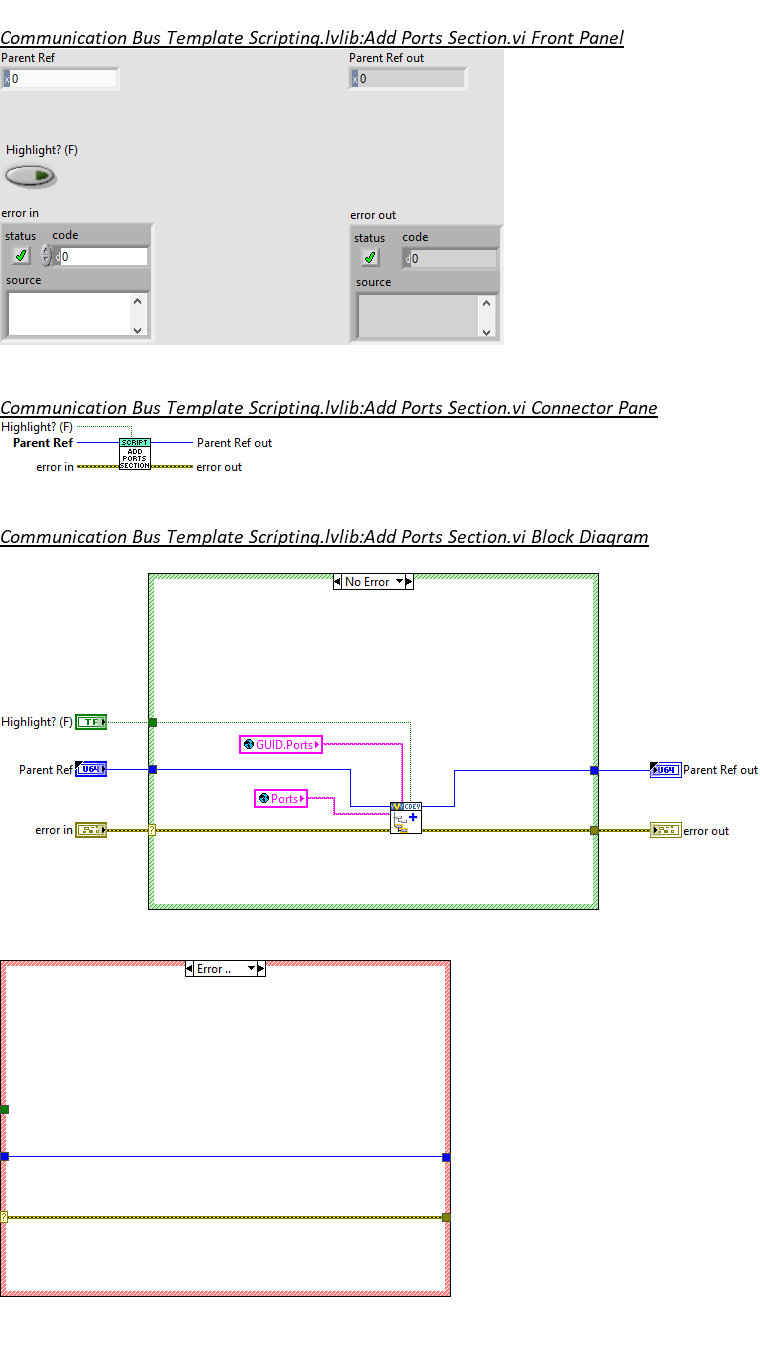 Communication Bus Template Scripting.lvlib:Add Ports Section.vi Front Panel
Parent Ref
Parent Ref out
x 0
x 0
Highlight? (F)
error in
error out
status code
status code
d 0
d 0
source
source
Communication Bus Template Scripting.lvlib:Add Ports Section.vi Connector Pane
Highlight? (F)
Parent Ref
Parent Ref out
SCRIPT
ADD
PORTS
SECTION
error in
error out
Communication Bus Template Scripting.lvlib:Add Ports Section.vi Block Diagram
No Error
Highlight? (F)
TF
GUID.Ports
Parent Ref
U64
U64
Parent Ref out
Ports
CDEV
error in
?
error out
Error ..
?